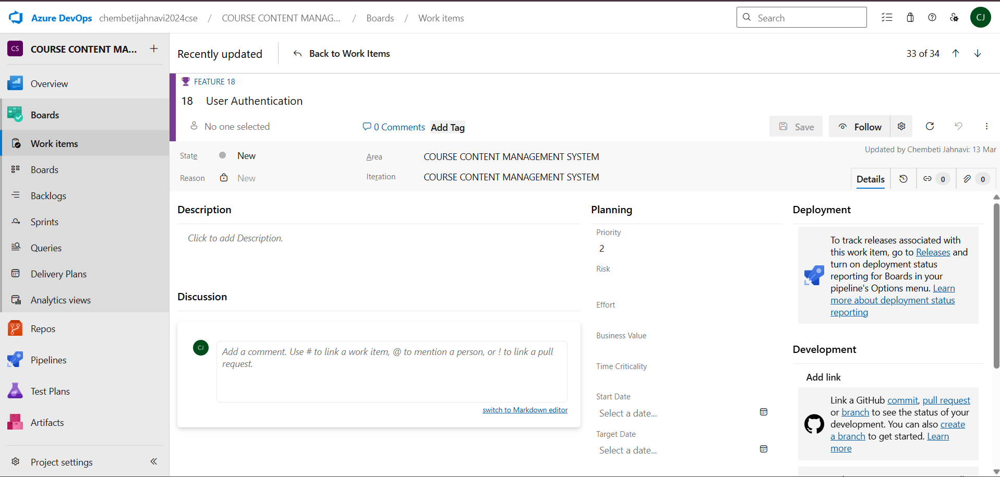 Azure DevOps chembetijahnavi2024cse / COURSE CONTENT MANAG... / Boards / Work items
Search
CJ
CS COURSE CONTENT MA... +
Overview
Boards
Work items
Boards
Backlogs
Sprints
Queries
Delivery Plans
Analytics views
Repos
Pipelines
Test Plans
Artifacts
Project settings
Recently updated
Back to Work Items
33 of 34
FEATURE 18
18 User Authentication
No one selected
0 Comments
Add Tag
Save
Follow
State
New
Area
COURSE CONTENT MANAGEMENT SYSTEM
Updated by Chembeti Jahnavi: 13 Mar
Reason
New
Iteration
COURSE CONTENT MANAGEMENT SYSTEM
Details
0
0
Description
Click to add Description.
Discussion
CJ
Add a comment. Use # to link a work item, @ to mention a person, or ! to link a pull
request.
switch to Markdown editor
Planning
Priority
2
Risk
Effort
Business Value
Time Criticality
Start Date
Select a date...
Target Date
Select a date...
Deployment
To track releases associated with
this work item, go to Releases and
turn on deployment status
reporting for Boards in your
pipeline's Options menu. Learn
more about deployment status
reporting
Development
Add link
Link a GitHub commit, pull request
or branch to see the status of your
development. You can also create
a branch to get started. Learn
more